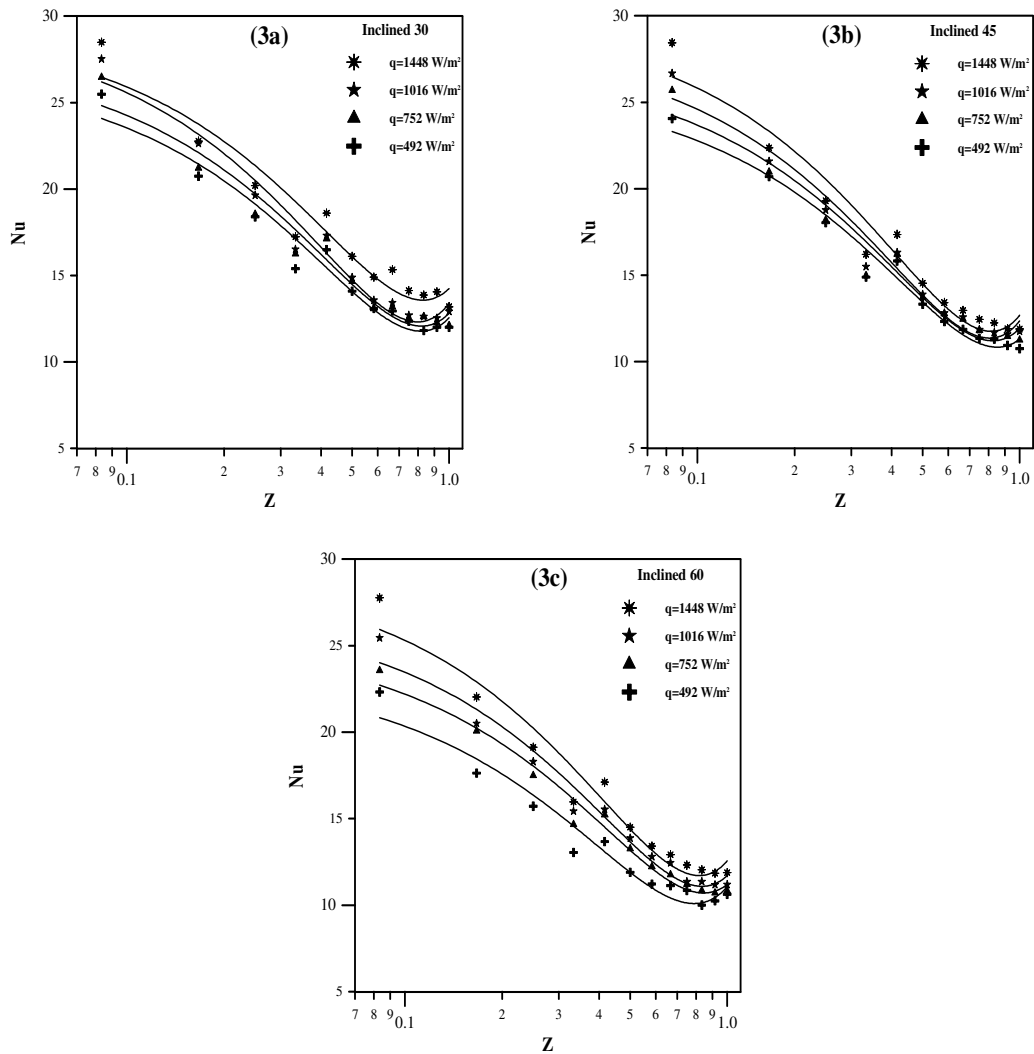 (3a)
Inclined 30
q=1448 W/m²
q=1016 W/m²
q=752 W/m²
q=492 W/m²
30
25
20
15
10
5
Nu
7 8 9 0.1 2 3 4 5 6 7 8 9 1.0
Z
(3b)
Inclined 45
q=1448 W/m²
q=1016 W/m²
q=752 W/m²
q=492 W/m²
30
25
20
15
10
5
Nu
7 8 9 0.1 2 3 4 5 6 7 8 9 1.0
Z
(3c)
Inclined 60
q=1448 W/m²
q=1016 W/m²
q=752 W/m²
q=492 W/m²
30
25
20
15
10
5
Nu
7 8 9 0.1 2 3 4 5 6 7 8 9 1.0
Z